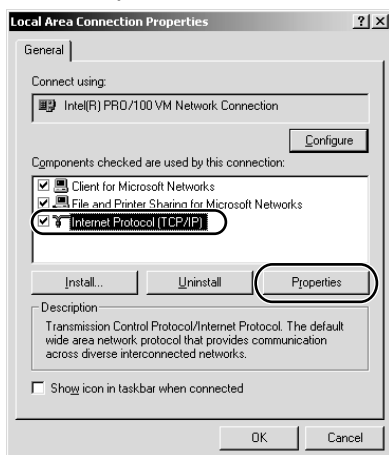 Local Area Connection Properties
General
Connect using:
Intel(R) PRO/100 VM Network Connection
Configure
Components checked are used by this connection:
Client for Microsoft Networks
File and Printer Sharing for Microsoft Networks
Internet Protocol (TCP/IP)
Install...
Uninstall
Properties
Description
Transmission Control Protocol/Internet Protocol. The default
wide area network protocol that provides communication
across diverse interconnected networks.
Show icon in taskbar when connected
OK
Cancel